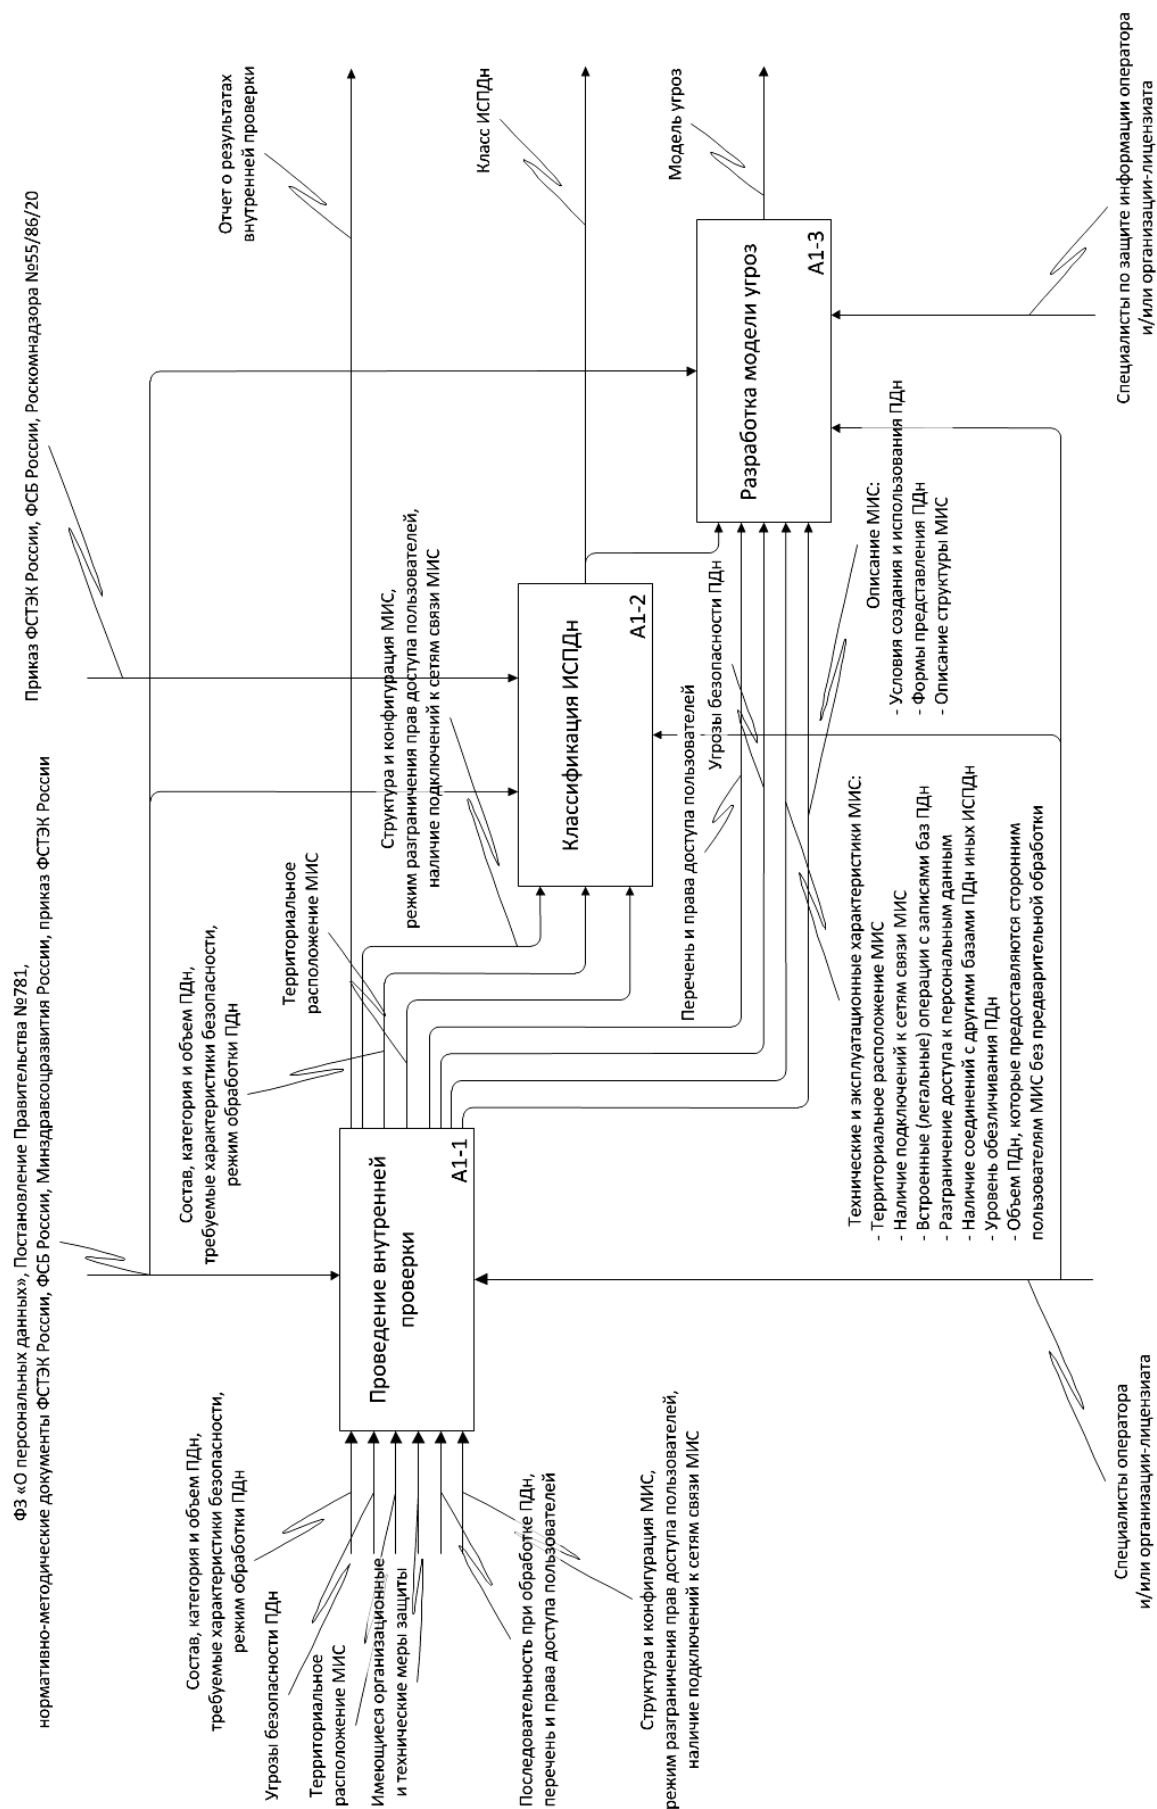 ФЗ «О персональных данных», Постановление Правительства №781,
нормативно-методические документы ФСТЭК России, ФСБ России, Минздравсоцразвития России, приказ ФСТЭК России
Приказ ФСТЭК России, ФСБ России, Роскомнадзора №55/86/20
Состав, категория и объем ПДн,
требуемые характеристики безопасности,
режим обработки ПДн
Угрозы безопасности ПДн
Территориальное
расположение МИС
Имеющиеся организационные
и технические меры защиты
Последовательность при обработке ПДн,
перечень и права доступа пользователей
Структура и конфигурация МИС,
режим разграничения прав доступа пользователей,
наличие подключений к сетям связи МИС
Проведение внутренней
проверки
А1-1
Состав, категория и объем ПДн,
требуемые характеристики безопасности,
режим обработки ПДн
Территориальное
расположение МИС
Структура и конфигурация МИС,
режим разграничения прав доступа пользователей,
наличие подключений к сетям связи МИС
Отчет о результатах
внутренней проверки
Классификация ИСПДн
А1-2
Класс ИСПДн
Перечень и права доступа пользователей
Угрозы безопасности ПДн
Разработка модели угроз
А1-3
Модель угроз
Технические и эксплуатационные характеристики МИС:
- Территориальное расположение МИС
- Наличие подключений к сетям связи МИС
- Встроенные (легальные) операции с записями баз ПДн
- Разграничение доступа к персональным данным
- Наличие соединений с другими базами ПДн иных ИСПДн
- Уровень обезличивания ПДн
- Объем ПДн, которые предоставляются сторонним
пользователям МИС без предварительной обработки
Описание МИС:
- Условия создания и использования ПДн
- Формы представления ПДн
- Описание структуры МИС
Специалисты оператора
и/или организации-лицензиата
Специалисты по защите информации оператора
и/или организации-лицензиата